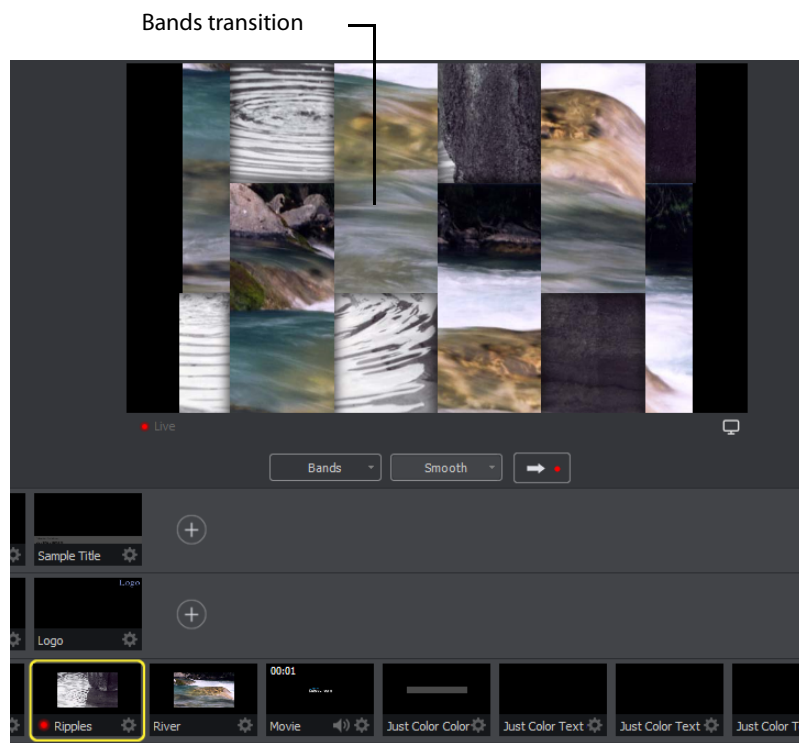 Bands transition
Live
Bands
Smooth
Sample Title
Logo
Logo
00:01
Ripples
River
Movie
Just Color Color
Just Color Text
Just Color Text
Just Color T